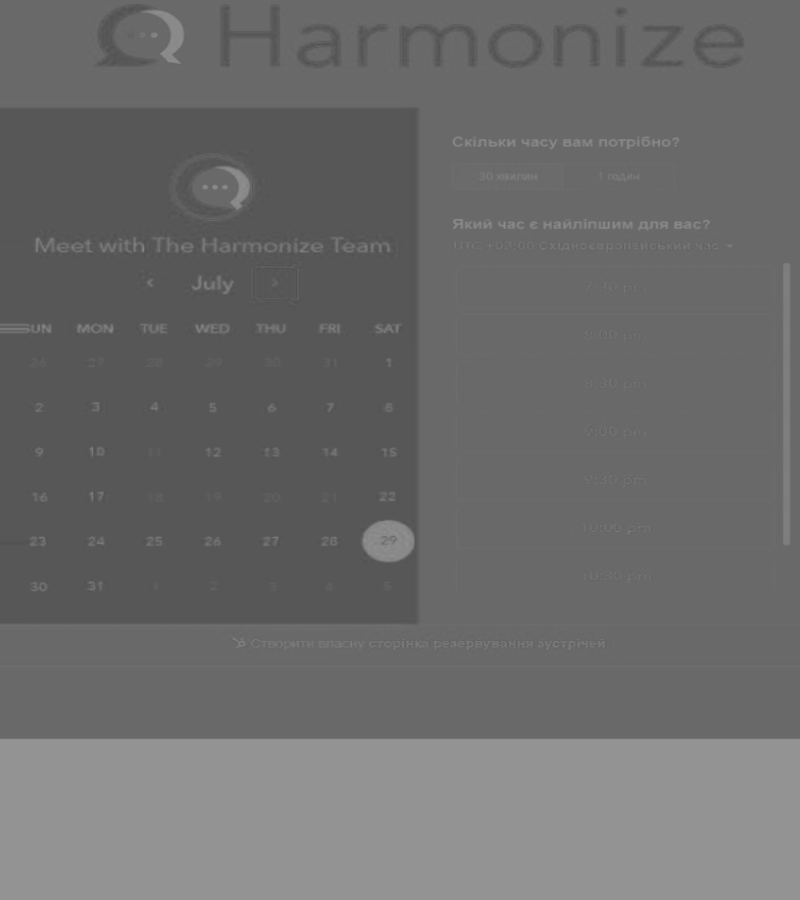 Harmonize
Meet with The Harmonize Team
July
SUN MON TUE WED THU FRI SAT
26 27 28 29 30 31 1
2 3 4 5 6 7 8
9 10 11 12 13 14 15
16 17 18 19 20 21 22
23 24 25 26 27 28 29
30 31 1 2 3 4 5
Скільки часу вам потрібно?
30 хвилин 1 годин
Який час є найліпшим для вас?
UTC +03:00 Східноєвропейський час
7:30 pm
8:00 pm
8:30 pm
9:00 pm
9:30 pm
10:00 pm
10:30 pm
Створити власну сторінка резервування зустрічей